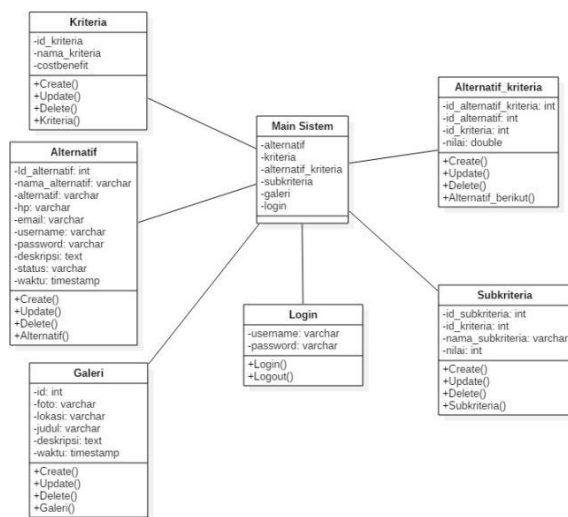 Kriteria
-id_kriteria
-nama_kriteria
-costbenefit
+Create()
+Update()
+Delete()
+Kriteria()
Alternatif
-Id_alternatif: int
-nama_alternatif: varchar
-alternatif: varchar
-hp: varchar
-email: varchar
-username: varchar
-password: varchar
-deskripsi: text
-status: varchar
-waktu: timestamp
+Create()
+Update()
+Delete()
+Alternatif()
Galeri
-id: int
-foto: varchar
-lokasi: varchar
-judul: varchar
-deskripsi: text
-waktu: timestamp
+Create()
+Update()
+Delete()
+Galeri()
Main Sistem
-alternatif
-kriteria
-alternatif_kriteria
-subkriteria
-galeri
-login
Login
-username: varchar
-password: varchar
+Login()
+Logout()
Alternatif_kriteria
-id_alternatif_kriteria: int
-id_alternatif: int
-id_kriteria: int
-nilai: double
+Create()
+Update()
+Delete()
+Alternatif_berikut()
Subkriteria
-id_subkriteria: int
-id_kriteria: int
-nama_subkriteria: varchar
-nilai: int
+Create()
+Update()
+Delete()
+Subkriteria()